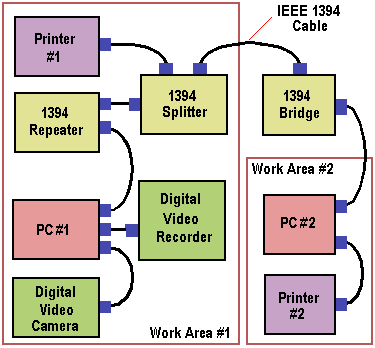 IEEE 1394
Cable
Printer
#1
1394
Repeater
1394
Splitter
1394
Bridge
Work Area #2
PC #1
Digital
Video
Recorder
PC #2
Digital
Video
Camera
Printer
#2
Work Area #1